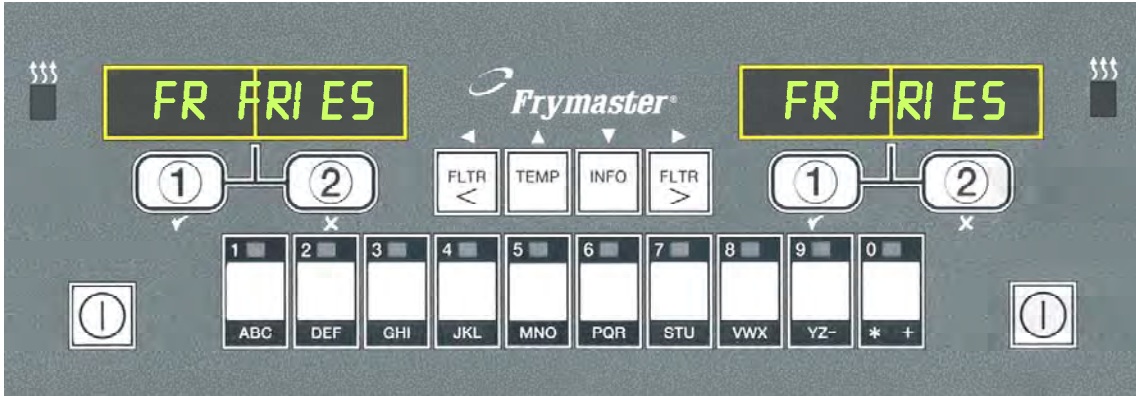 FR FRIES
FR FRIES
Frymaster®
1 2
FLTR < TEMP INFO FLTR >
1 2
1 2 3 4 5 6 7 8 9 0
ABC DEF GHI JKL MNO PQR STU VWX YZ- * +